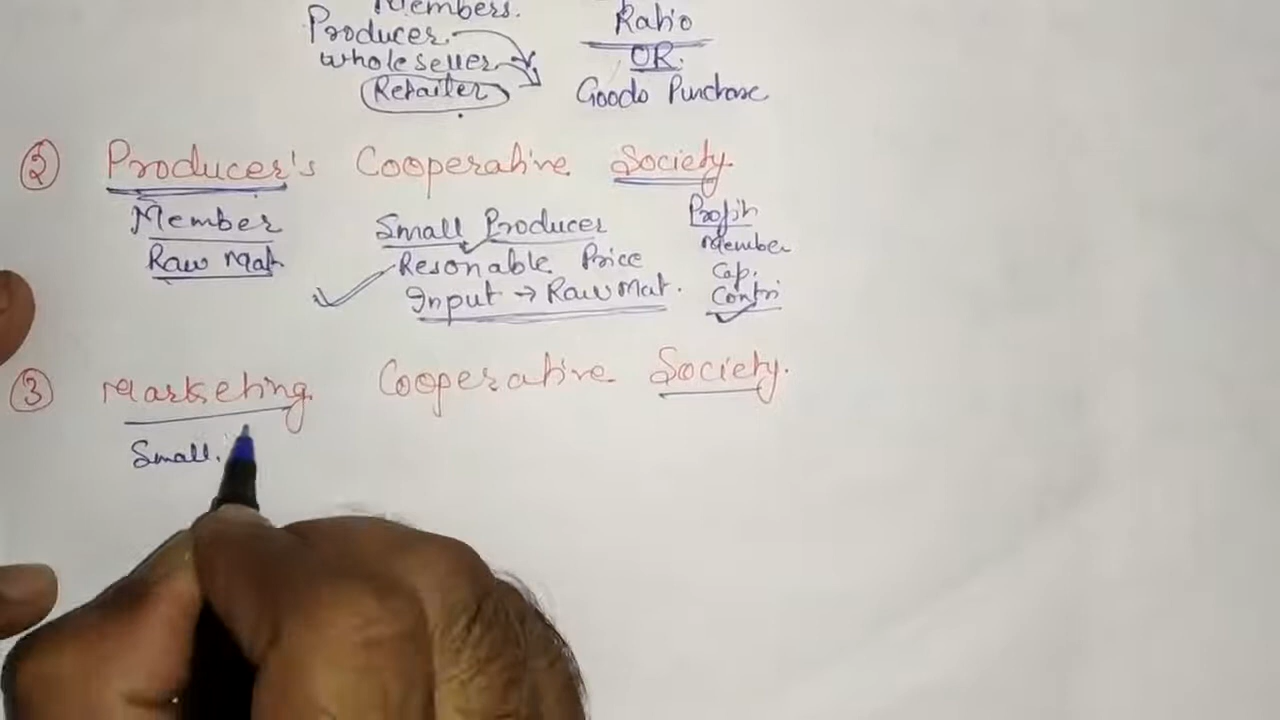 Members.
Ratio
Producer
OR.
Wholeseller
Retailer
Goods Purchase
② Producer's Cooperative Society.
Member
Small Producer
Profit
Raw Mat
Resonable Price
Member
Input → Raw Mat.
Cap.
Contri
③ Marketing Cooperative Society.
Small.